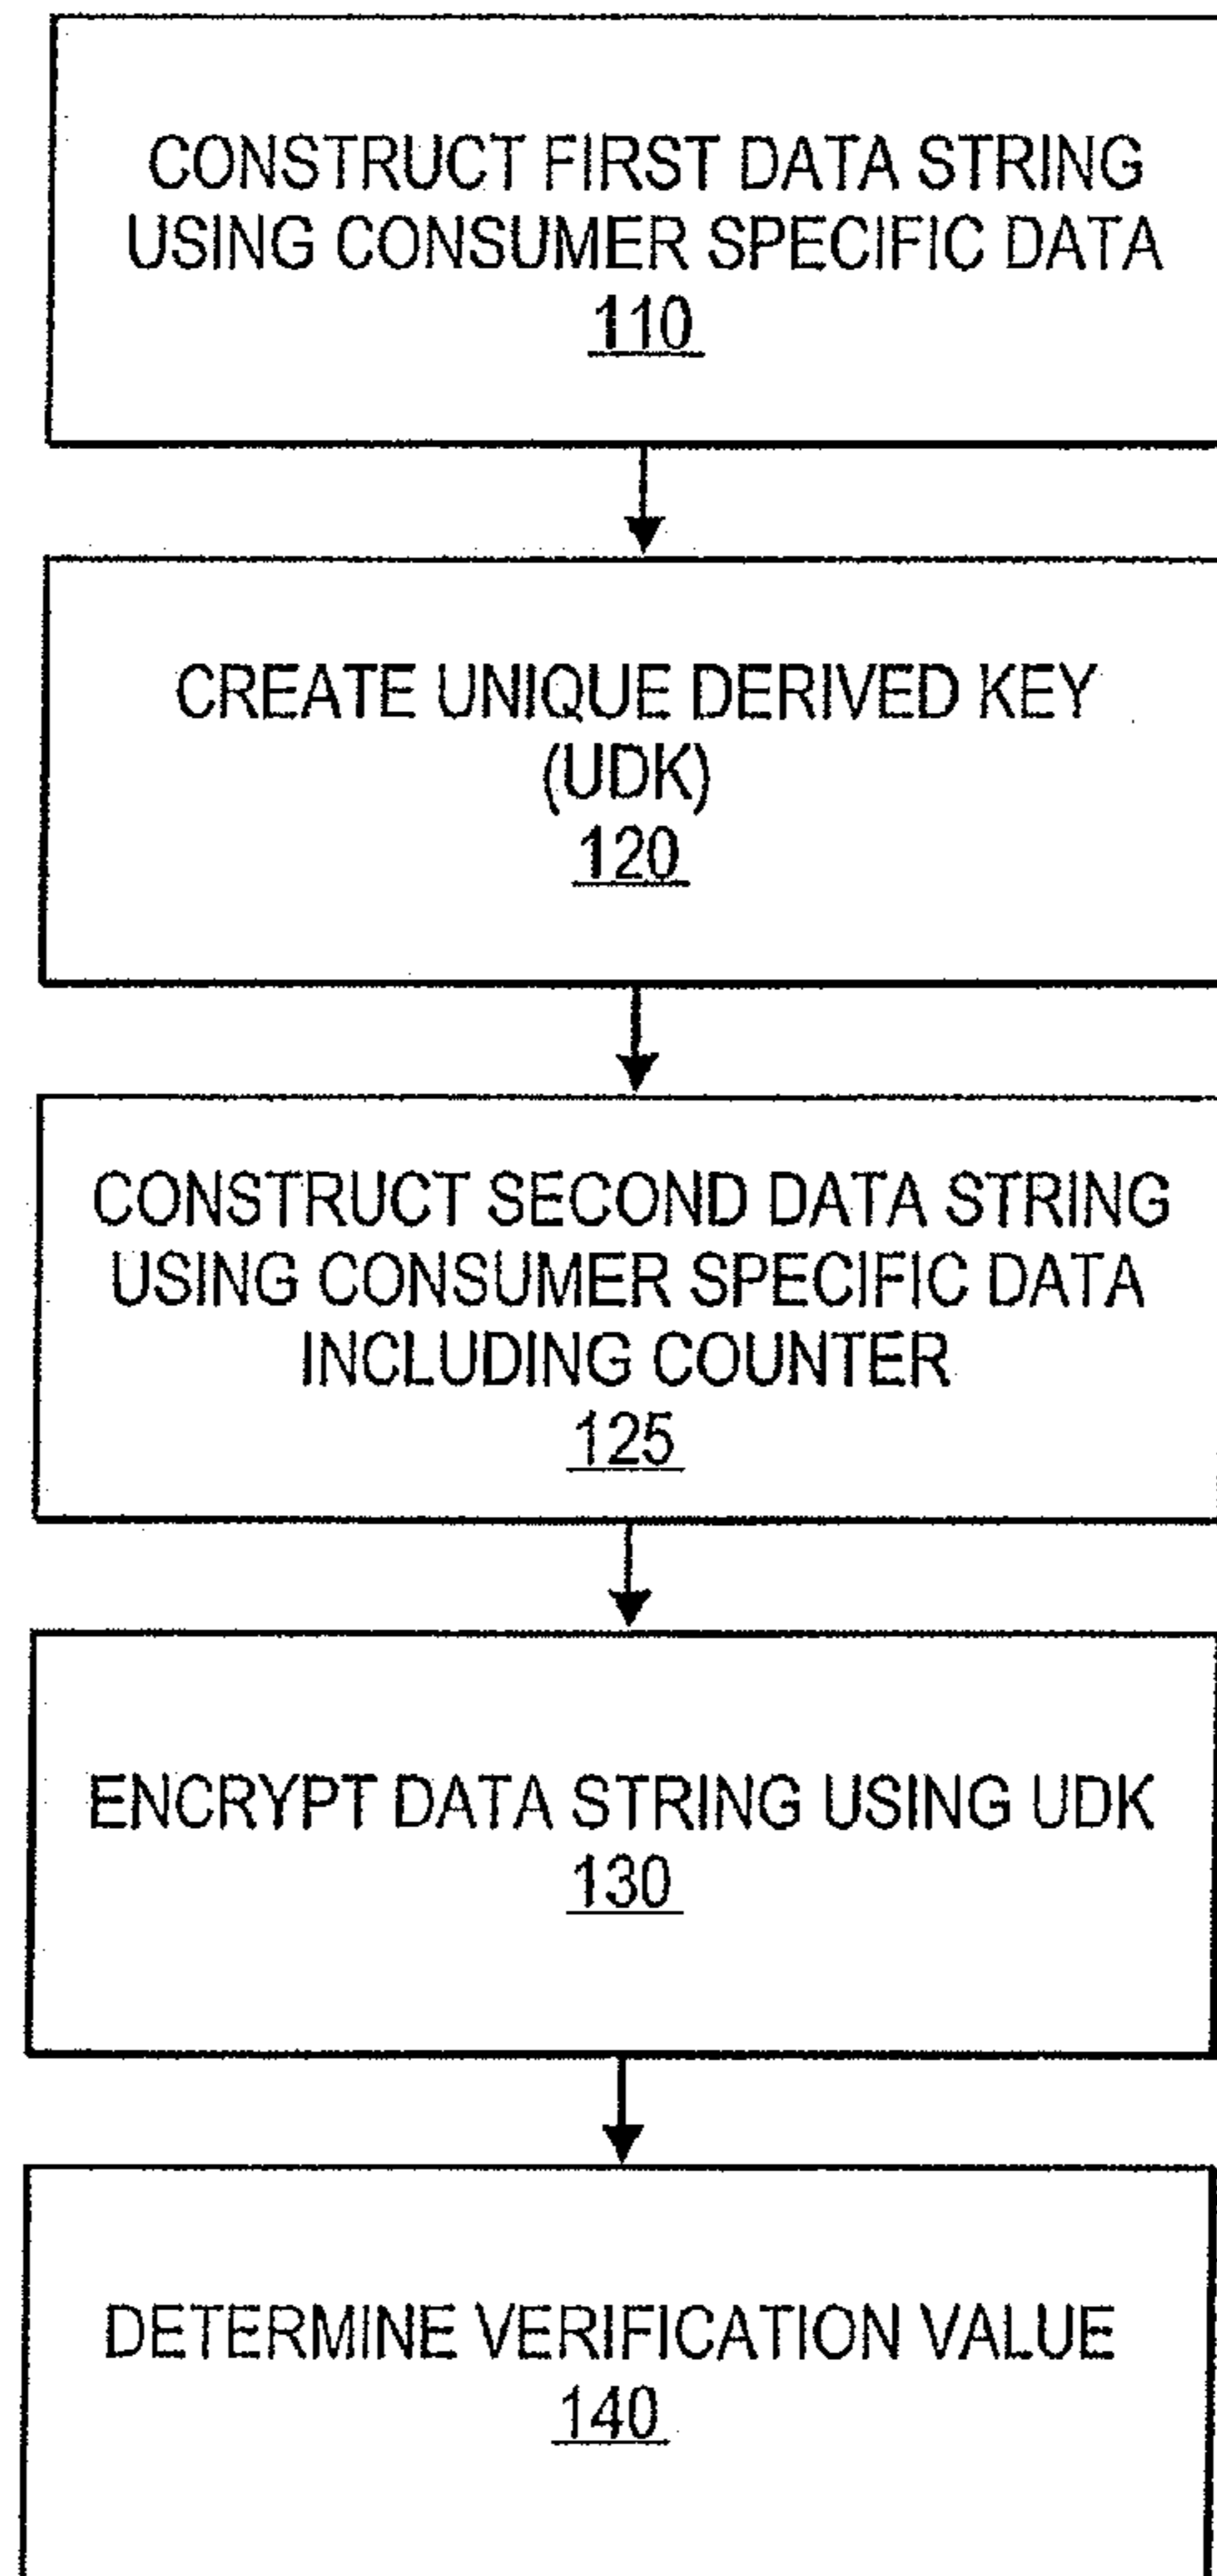 CONSTRUCT FIRST DATA STRING
USING CONSUMER SPECIFIC DATA
110
CREATE UNIQUE DERIVED KEY
(UDK)
120
CONSTRUCT SECOND DATA STRING
USING CONSUMER SPECIFIC DATA
INCLUDING COUNTER
125
ENCRYPT DATA STRING USING UDK
130
DETERMINE VERIFICATION VALUE
140